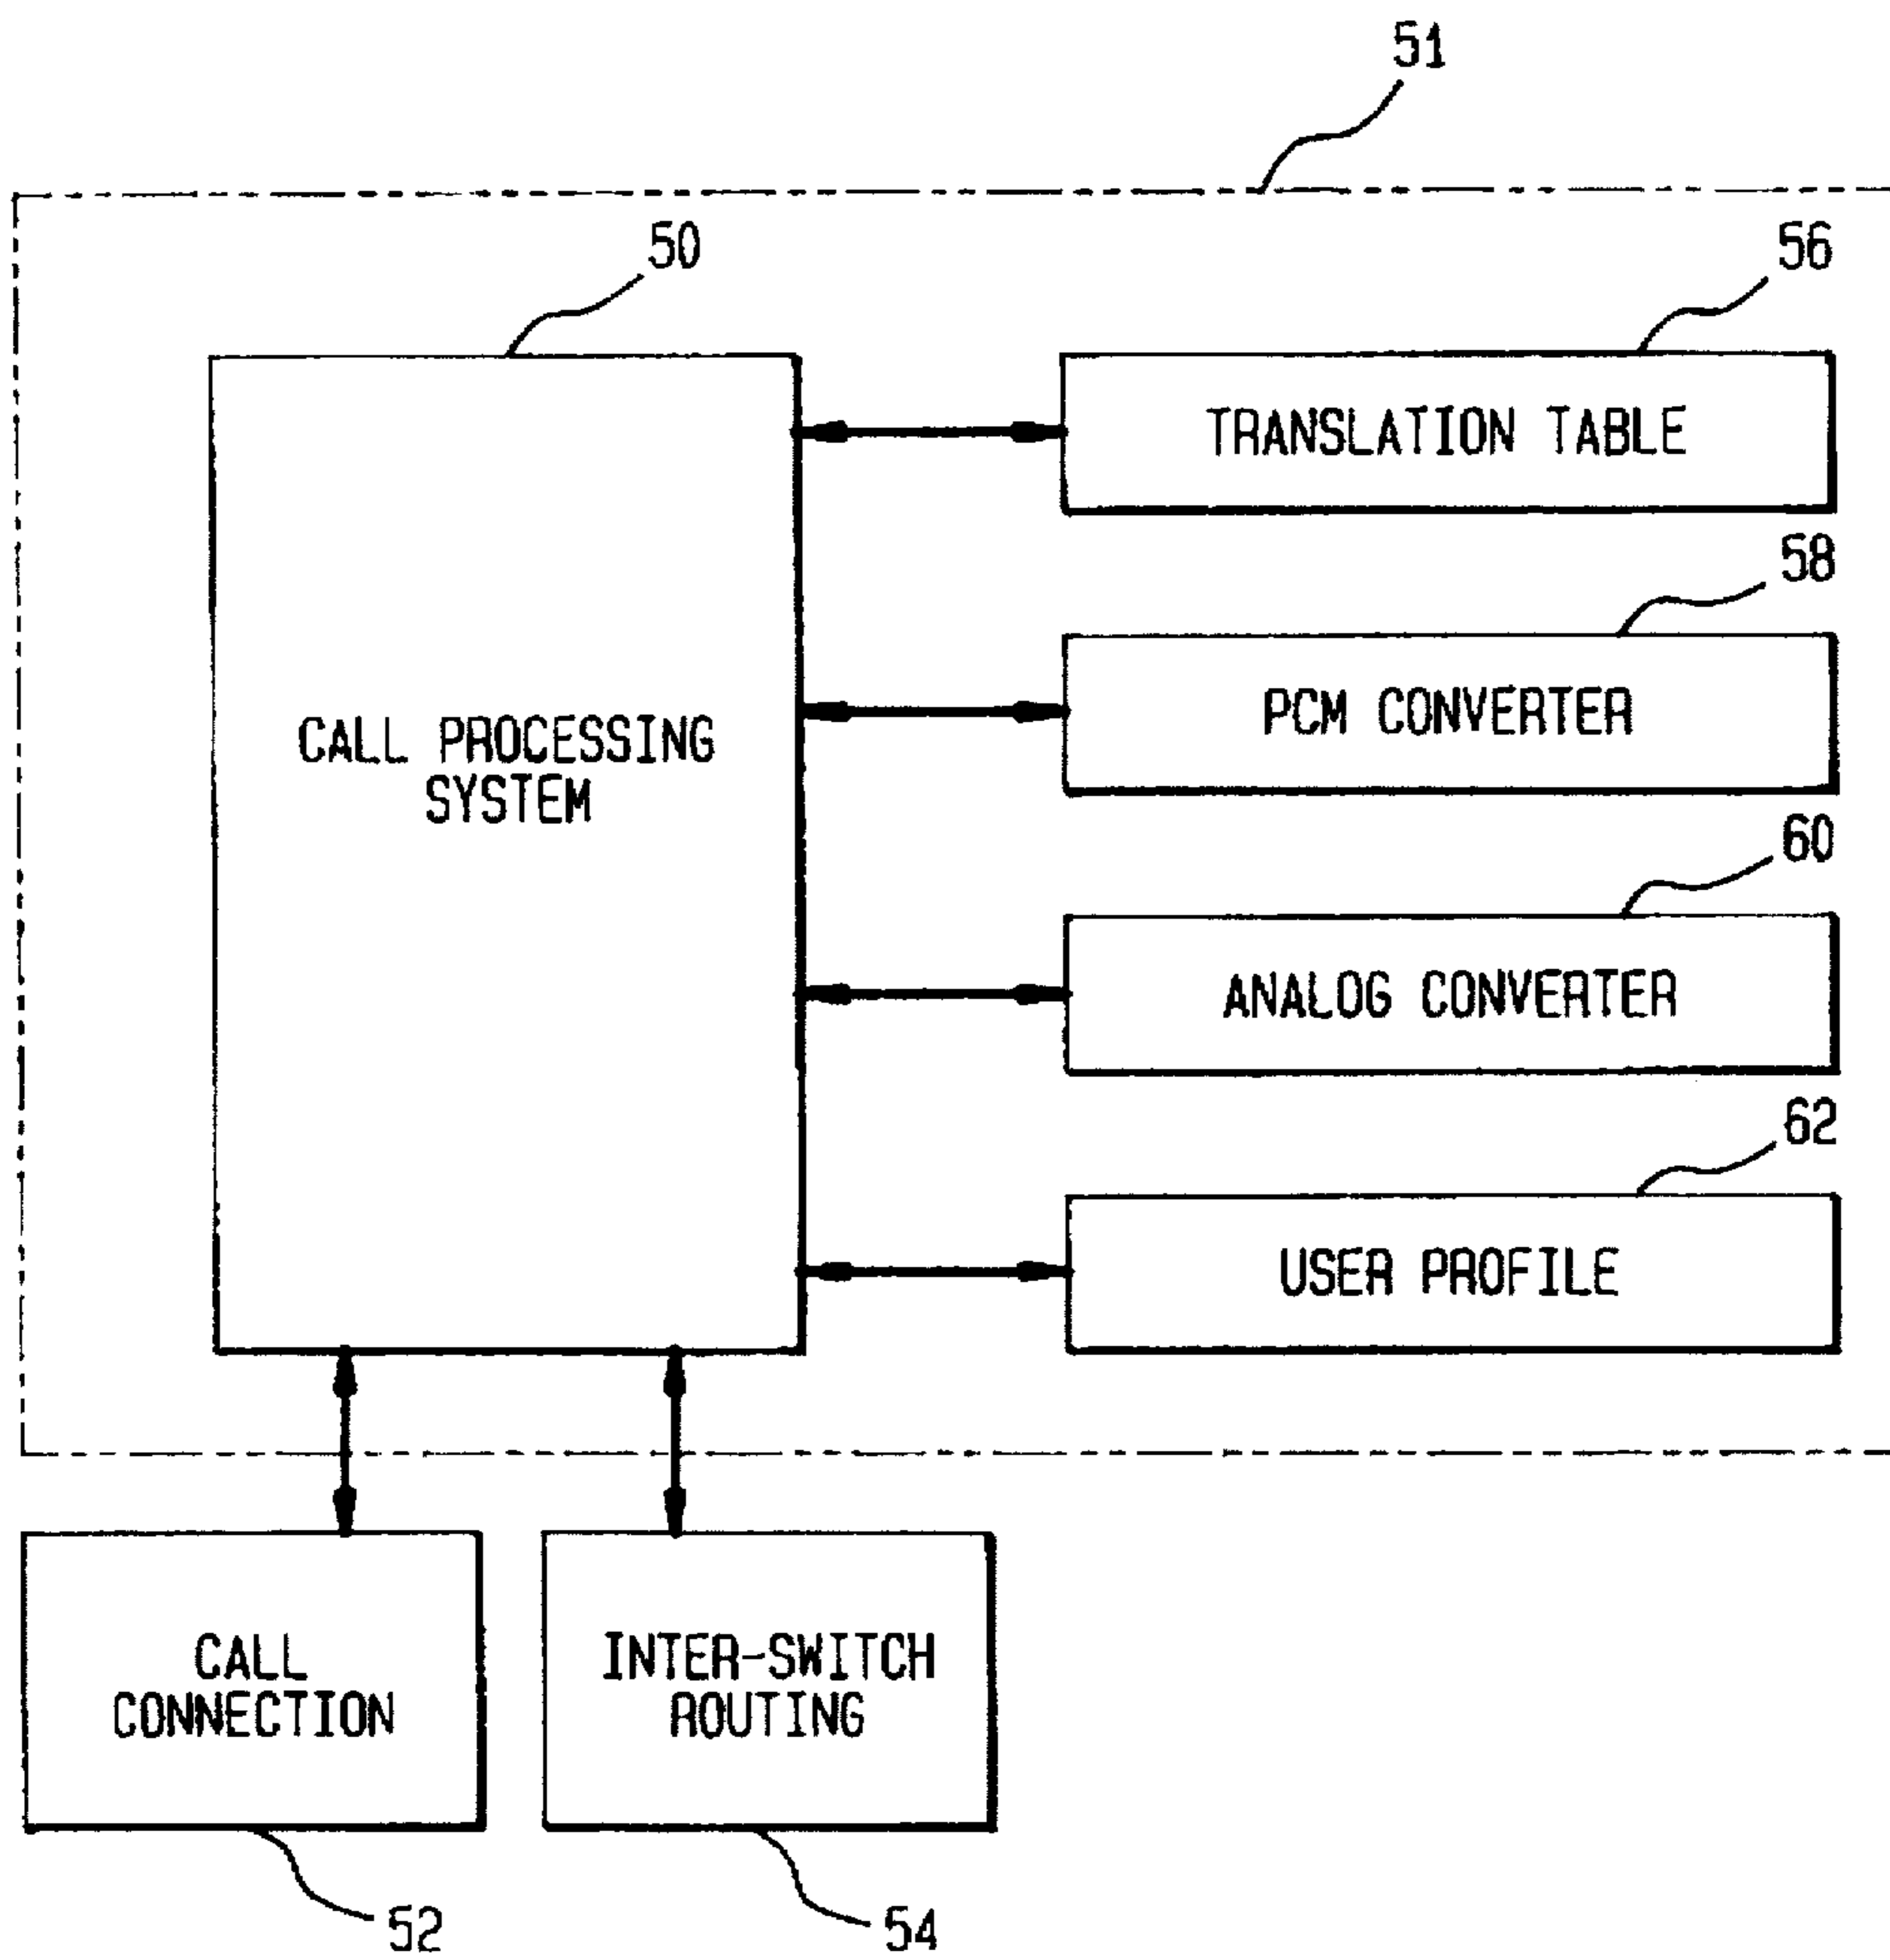 51
50
56
TRANSLATION TABLE
58
PCM CONVERTER
CALL PROCESSING
SYSTEM
60
ANALOG CONVERTER
62
USER PROFILE
CALL
CONNECTION
INTER-SWITCH
ROUTING
52
54